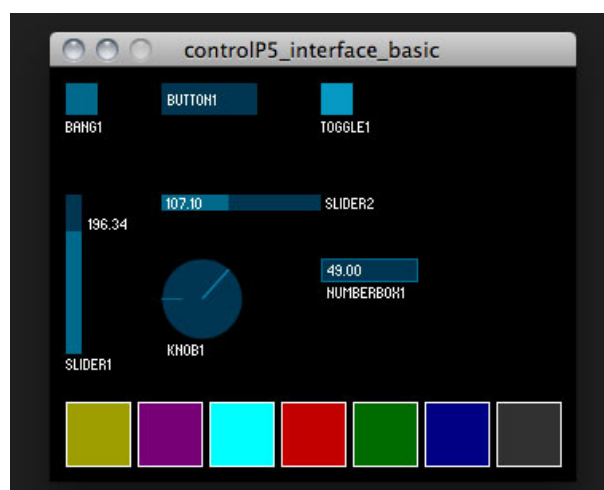 controlP5_interface_basic
BUTTON1
BANG1
TOGGLE1
107.10
SLIDER2
196.34
49.00
NUMBERBOX1
KNOB1
SLIDER1